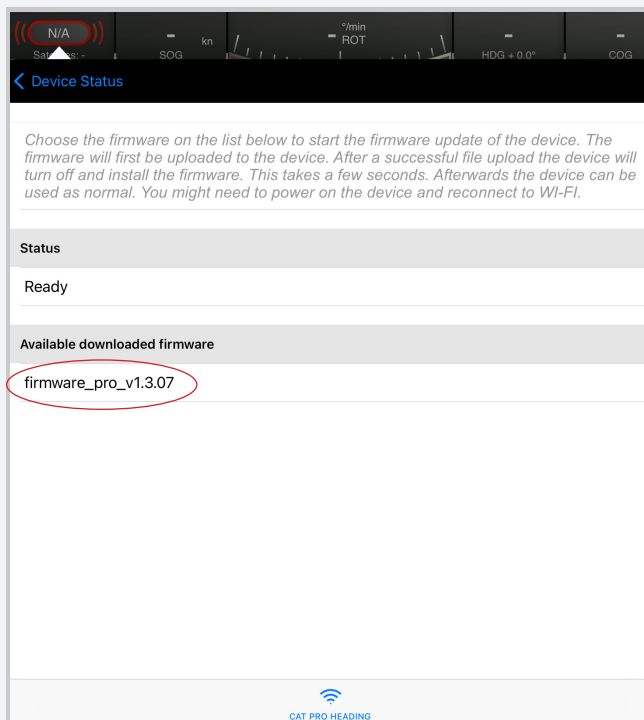 N/A
Satellites: -
-
kn
SOG
°/min
-
ROT
-
HDG + 0.0°
-
COG
Device Status
Choose the firmware on the list below to start the firmware update of the device. The
firmware will first be uploaded to the device. After a successful file upload the device will
turn off and install the firmware. This takes a few seconds. Afterwards the device can be
used as normal. You might need to power on the device and reconnect to WI-FI.
Status
Ready
Available downloaded firmware
firmware_pro_v1.3.07
CAT PRO HEADING